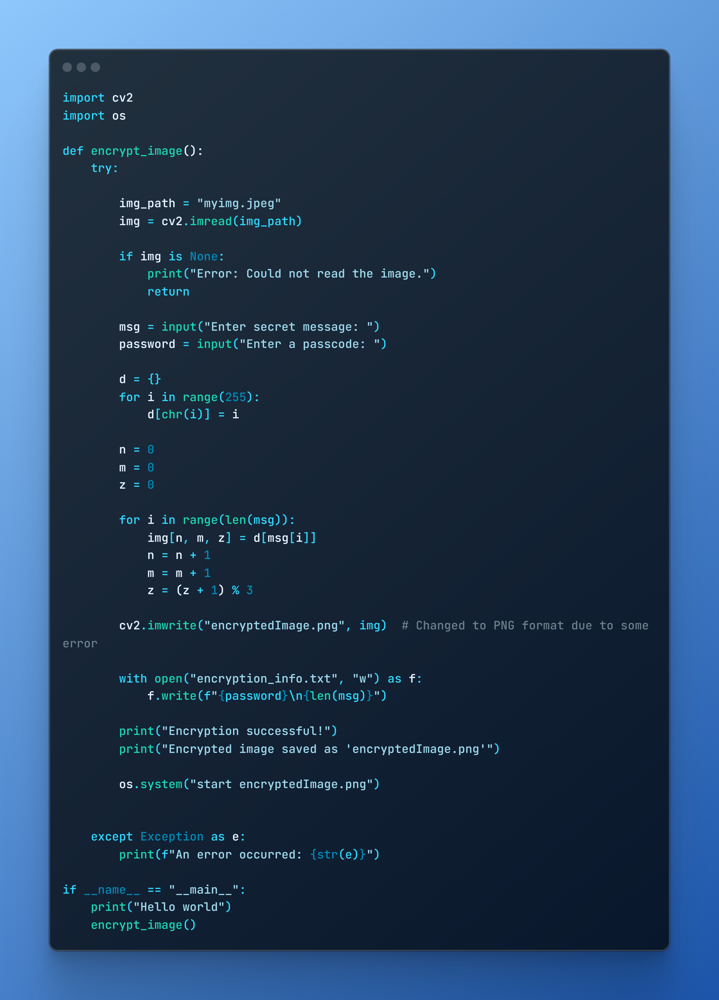 import cv2
import os
def encrypt_image():
    try:
        img_path = "myimg.jpeg"
        img = cv2.imread(img_path)
        if img is None:
            print("Error: Could not read the image.")
            return
        msg = input("Enter secret message: ")
        password = input("Enter a passcode: ")
        d = {}
        for i in range(255):
            d[chr(i)] = i
        n = 0
        m = 0
        z = 0
        for i in range(len(msg)):
            img[n, m, z] = d[msg[i]]
            n = n + 1
            m = m + 1
            z = (z + 1) % 3
        cv2.imwrite("encryptedImage.png", img)  # Changed to PNG format due to some
error
        with open("encryption_info.txt", "w") as f:
            f.write(f"{password}\n{len(msg)}")
        print("Encryption successful!")
        print("Encrypted image saved as 'encryptedImage.png'")
        os.system("start encryptedImage.png")
    except Exception as e:
        print(f"An error occurred: {str(e)}")
if __name__ == "__main__":
    print("Hello world")
    encrypt_image()